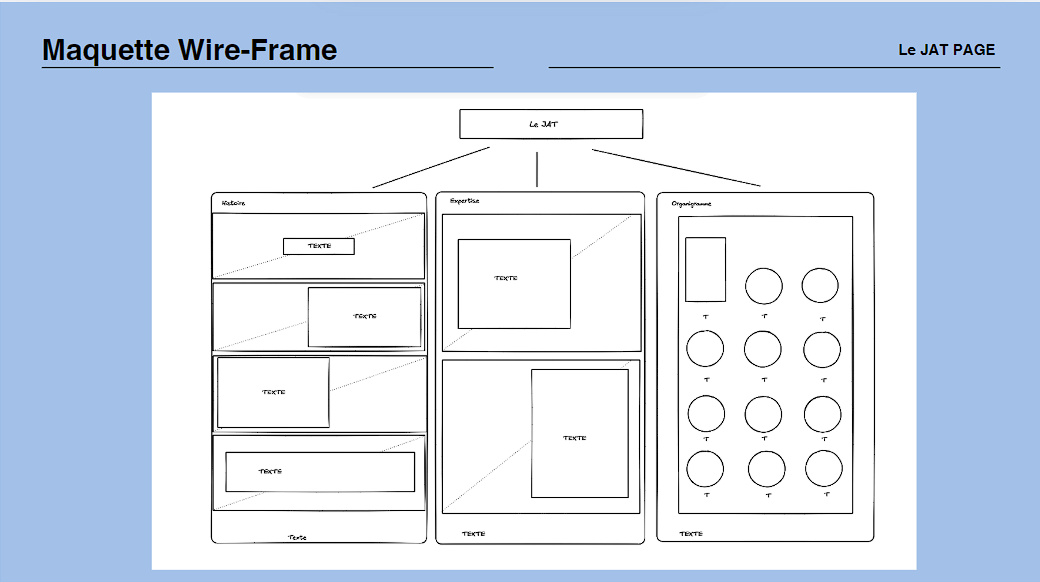 Maquette Wire-Frame
Le JAT PAGE
Le JAT
Histoire
TEXTE
TEXTE
TEXTE
TEXTE
Texte
Expertise
TEXTE
TEXTE
TEXTE
Organigramme
T
T
T
T
T
T
T
T
T
T
T
T
TEXTE